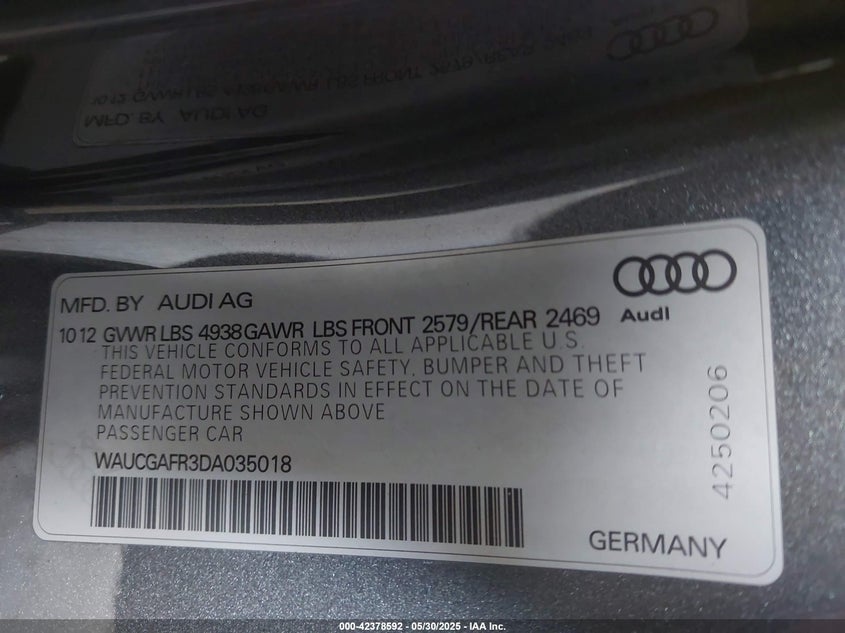 MFD. BY AUDI AG
Audi
10 12 GVWR LBS 4938 GAWR LBS FRONT 2579/REAR 2469
THIS VEHICLE CONFORMS TO ALL APPLICABLE U.S.
FEDERAL MOTOR VEHICLE SAFETY, BUMPER AND THEFT
PREVENTION STANDARDS IN EFFECT ON THE DATE OF
MANUFACTURE SHOWN ABOVE
PASSENGER CAR
WAUCGAFR3DA035018
4250206
GERMANY
000-42378592 — 05/30/2025 — IAA Inc.